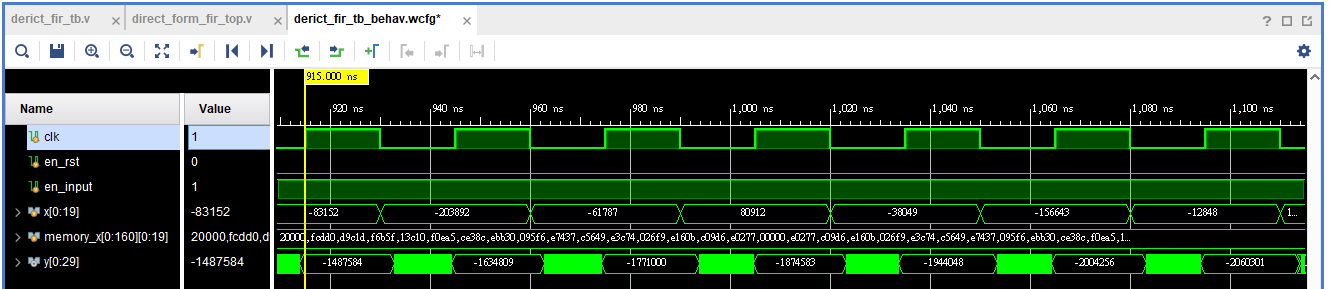 derict_fir_tb.v direct_form_fir_top.v derict_fir_tb_behav.wcfg*
915.000 ns
Name Value
920 ns 940 ns 960 ns 980 ns 1,000 ns 1,020 ns 1,040 ns 1,060 ns 1,080 ns 1,100 ns
clk 1
en_rst 0
en_input 1
x[0:19] -83152 -83152 -203892 -61787 80912 -38049 -156643 -12848 1...
memory_x[0:160][0:19] 20000,fcdd0,d 20000,fcdd0,d9c1d,f6b5f,13c10,f0ea5,ce38c,ebb30,095f6,e7437,c5649,e3c74,026f9,e160b,c09d6,e0277,00000,e0277,c09d6,e160b,026f9,e3c74,c5649,e7437,095f6,ebb30,ce38c,f0ea5,1...
y[0:29] -1487584 -1487584 -1634809 -1771000 -1874583 -1944048 -2004256 -2060301